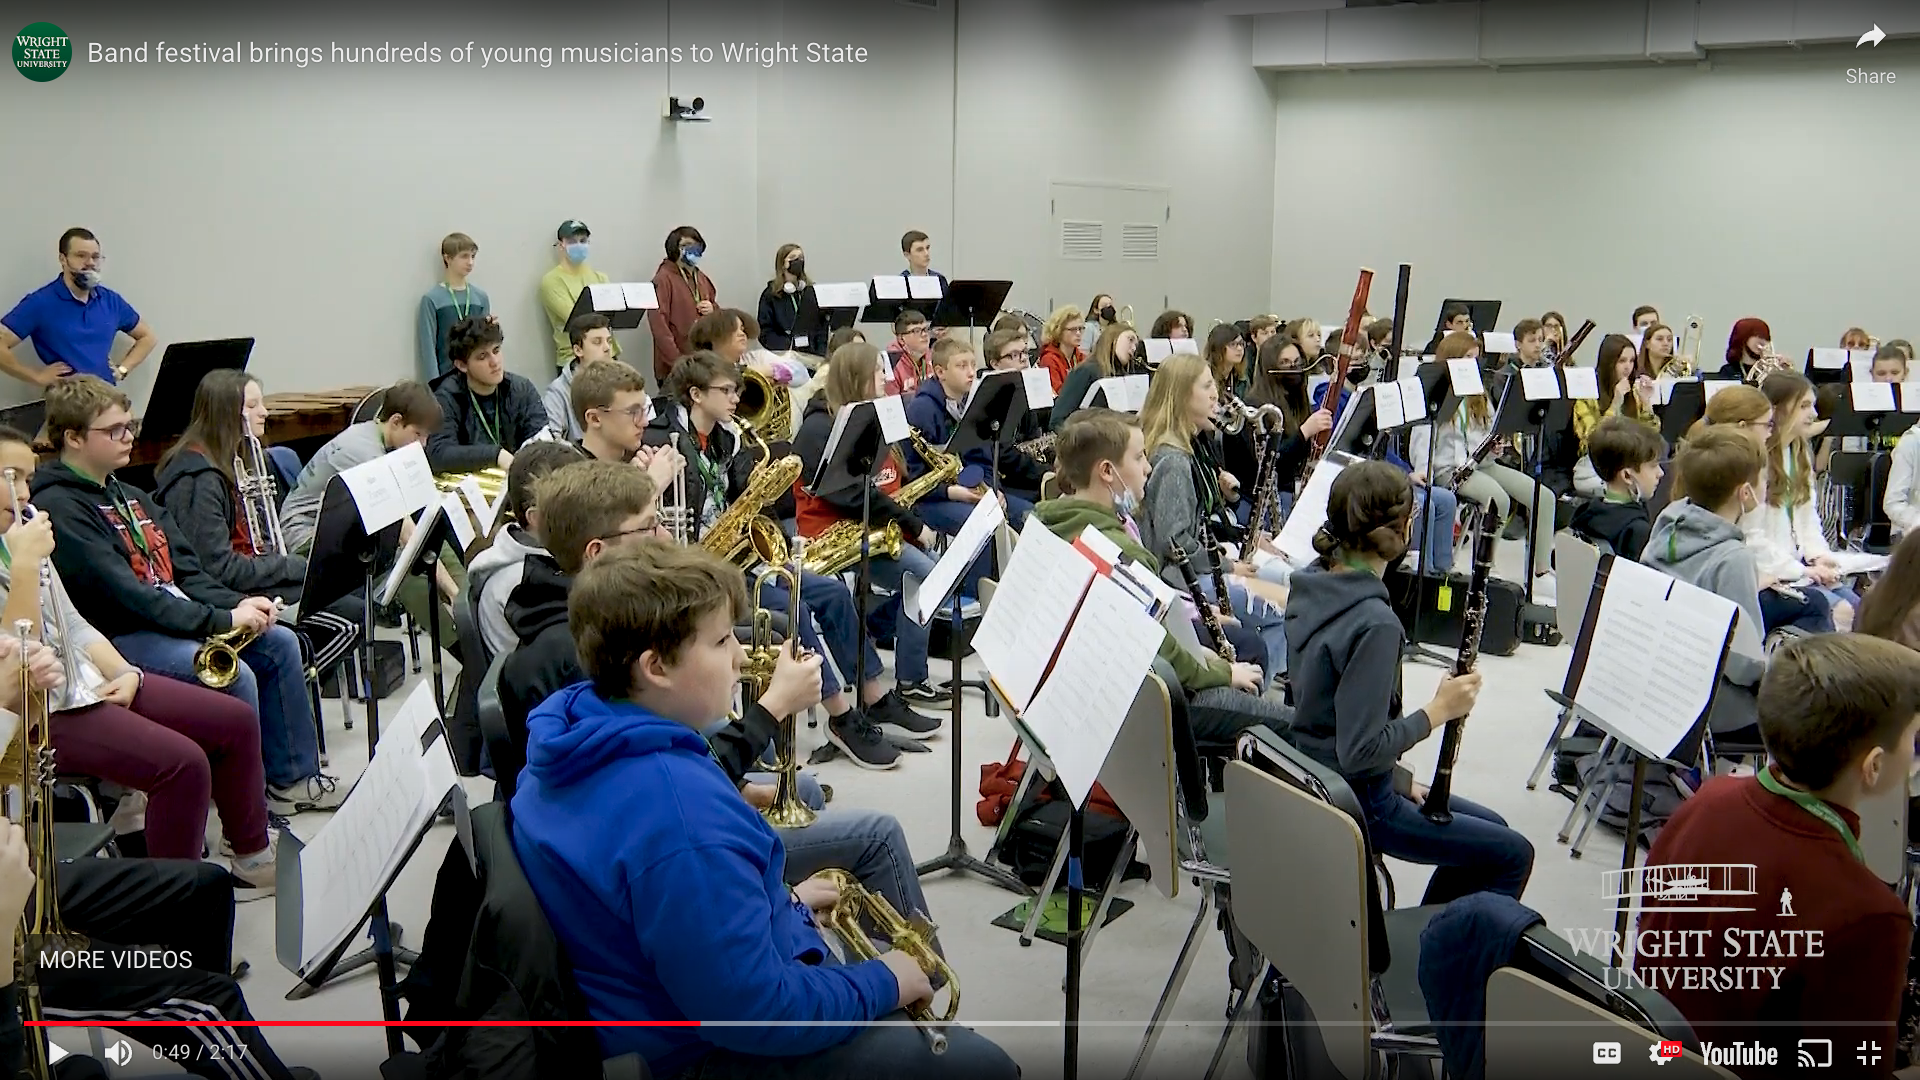 WRIGHT
STATE
UNIVERSITY
Band festival brings hundreds of young musicians to Wright State
Share
MORE VIDEOS
WRIGHT STATE
UNIVERSITY
0:49 / 2:17
CC
HD
YouTube